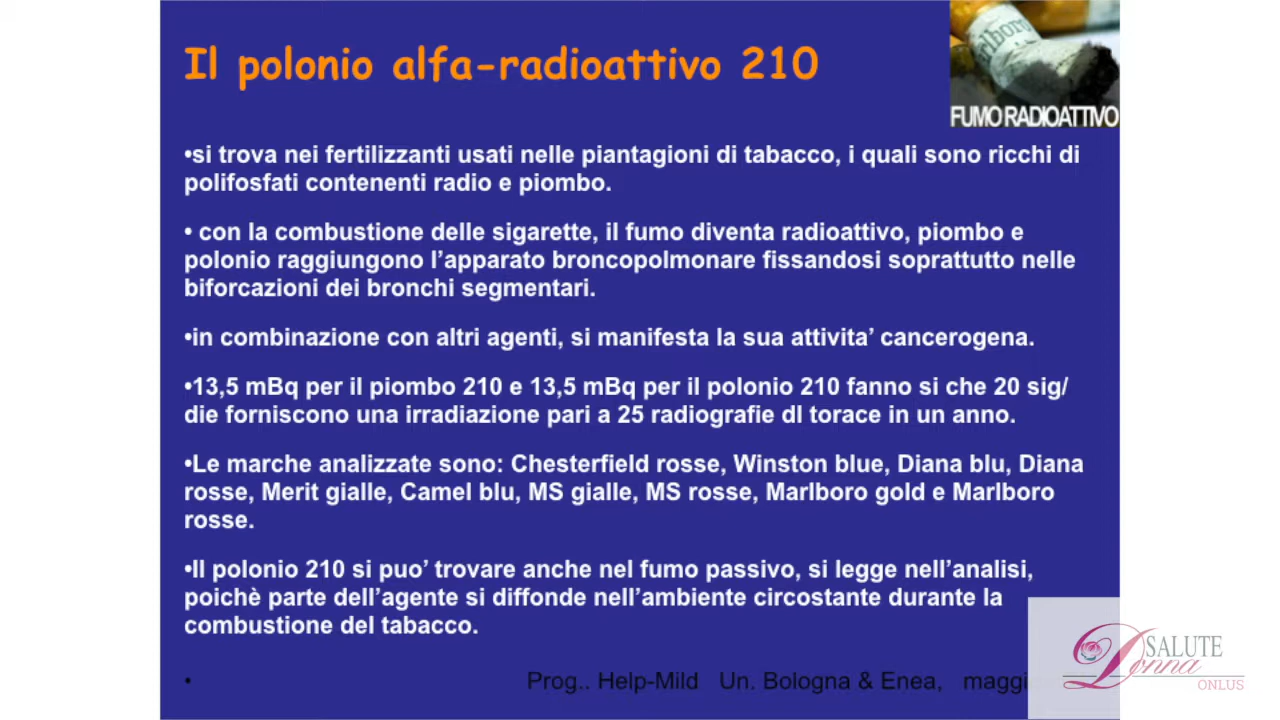 Il polonio alfa-radioattivo 210
Marlboro
FUMO RADIOATTIVO
•si trova nei fertilizzanti usati nelle piantagioni di tabacco, i quali sono ricchi di
polifosfati contenenti radio e piombo.
• con la combustione delle sigarette, il fumo diventa radioattivo, piombo e
polonio raggiungono l’apparato broncopolmonare fissandosi soprattutto nelle
biforcazioni dei bronchi segmentari.
•in combinazione con altri agenti, si manifesta la sua attivita’ cancerogena.
•13,5 mBq per il piombo 210 e 13,5 mBq per il polonio 210 fanno si che 20 sig/
die forniscono una irradiazione pari a 25 radiografie dI torace in un anno.
•Le marche analizzate sono: Chesterfield rosse, Winston blue, Diana blu, Diana
rosse, Merit gialle, Camel blu, MS gialle, MS rosse, Marlboro gold e Marlboro
rosse.
•Il polonio 210 si puo’ trovare anche nel fumo passivo, si legge nell’analisi,
poichè parte dell’agente si diffonde nell’ambiente circostante durante la
combustione del tabacco.
• Prog.. Help-Mild Un. Bologna & Enea,
SALUTE
Donna
ONLUS